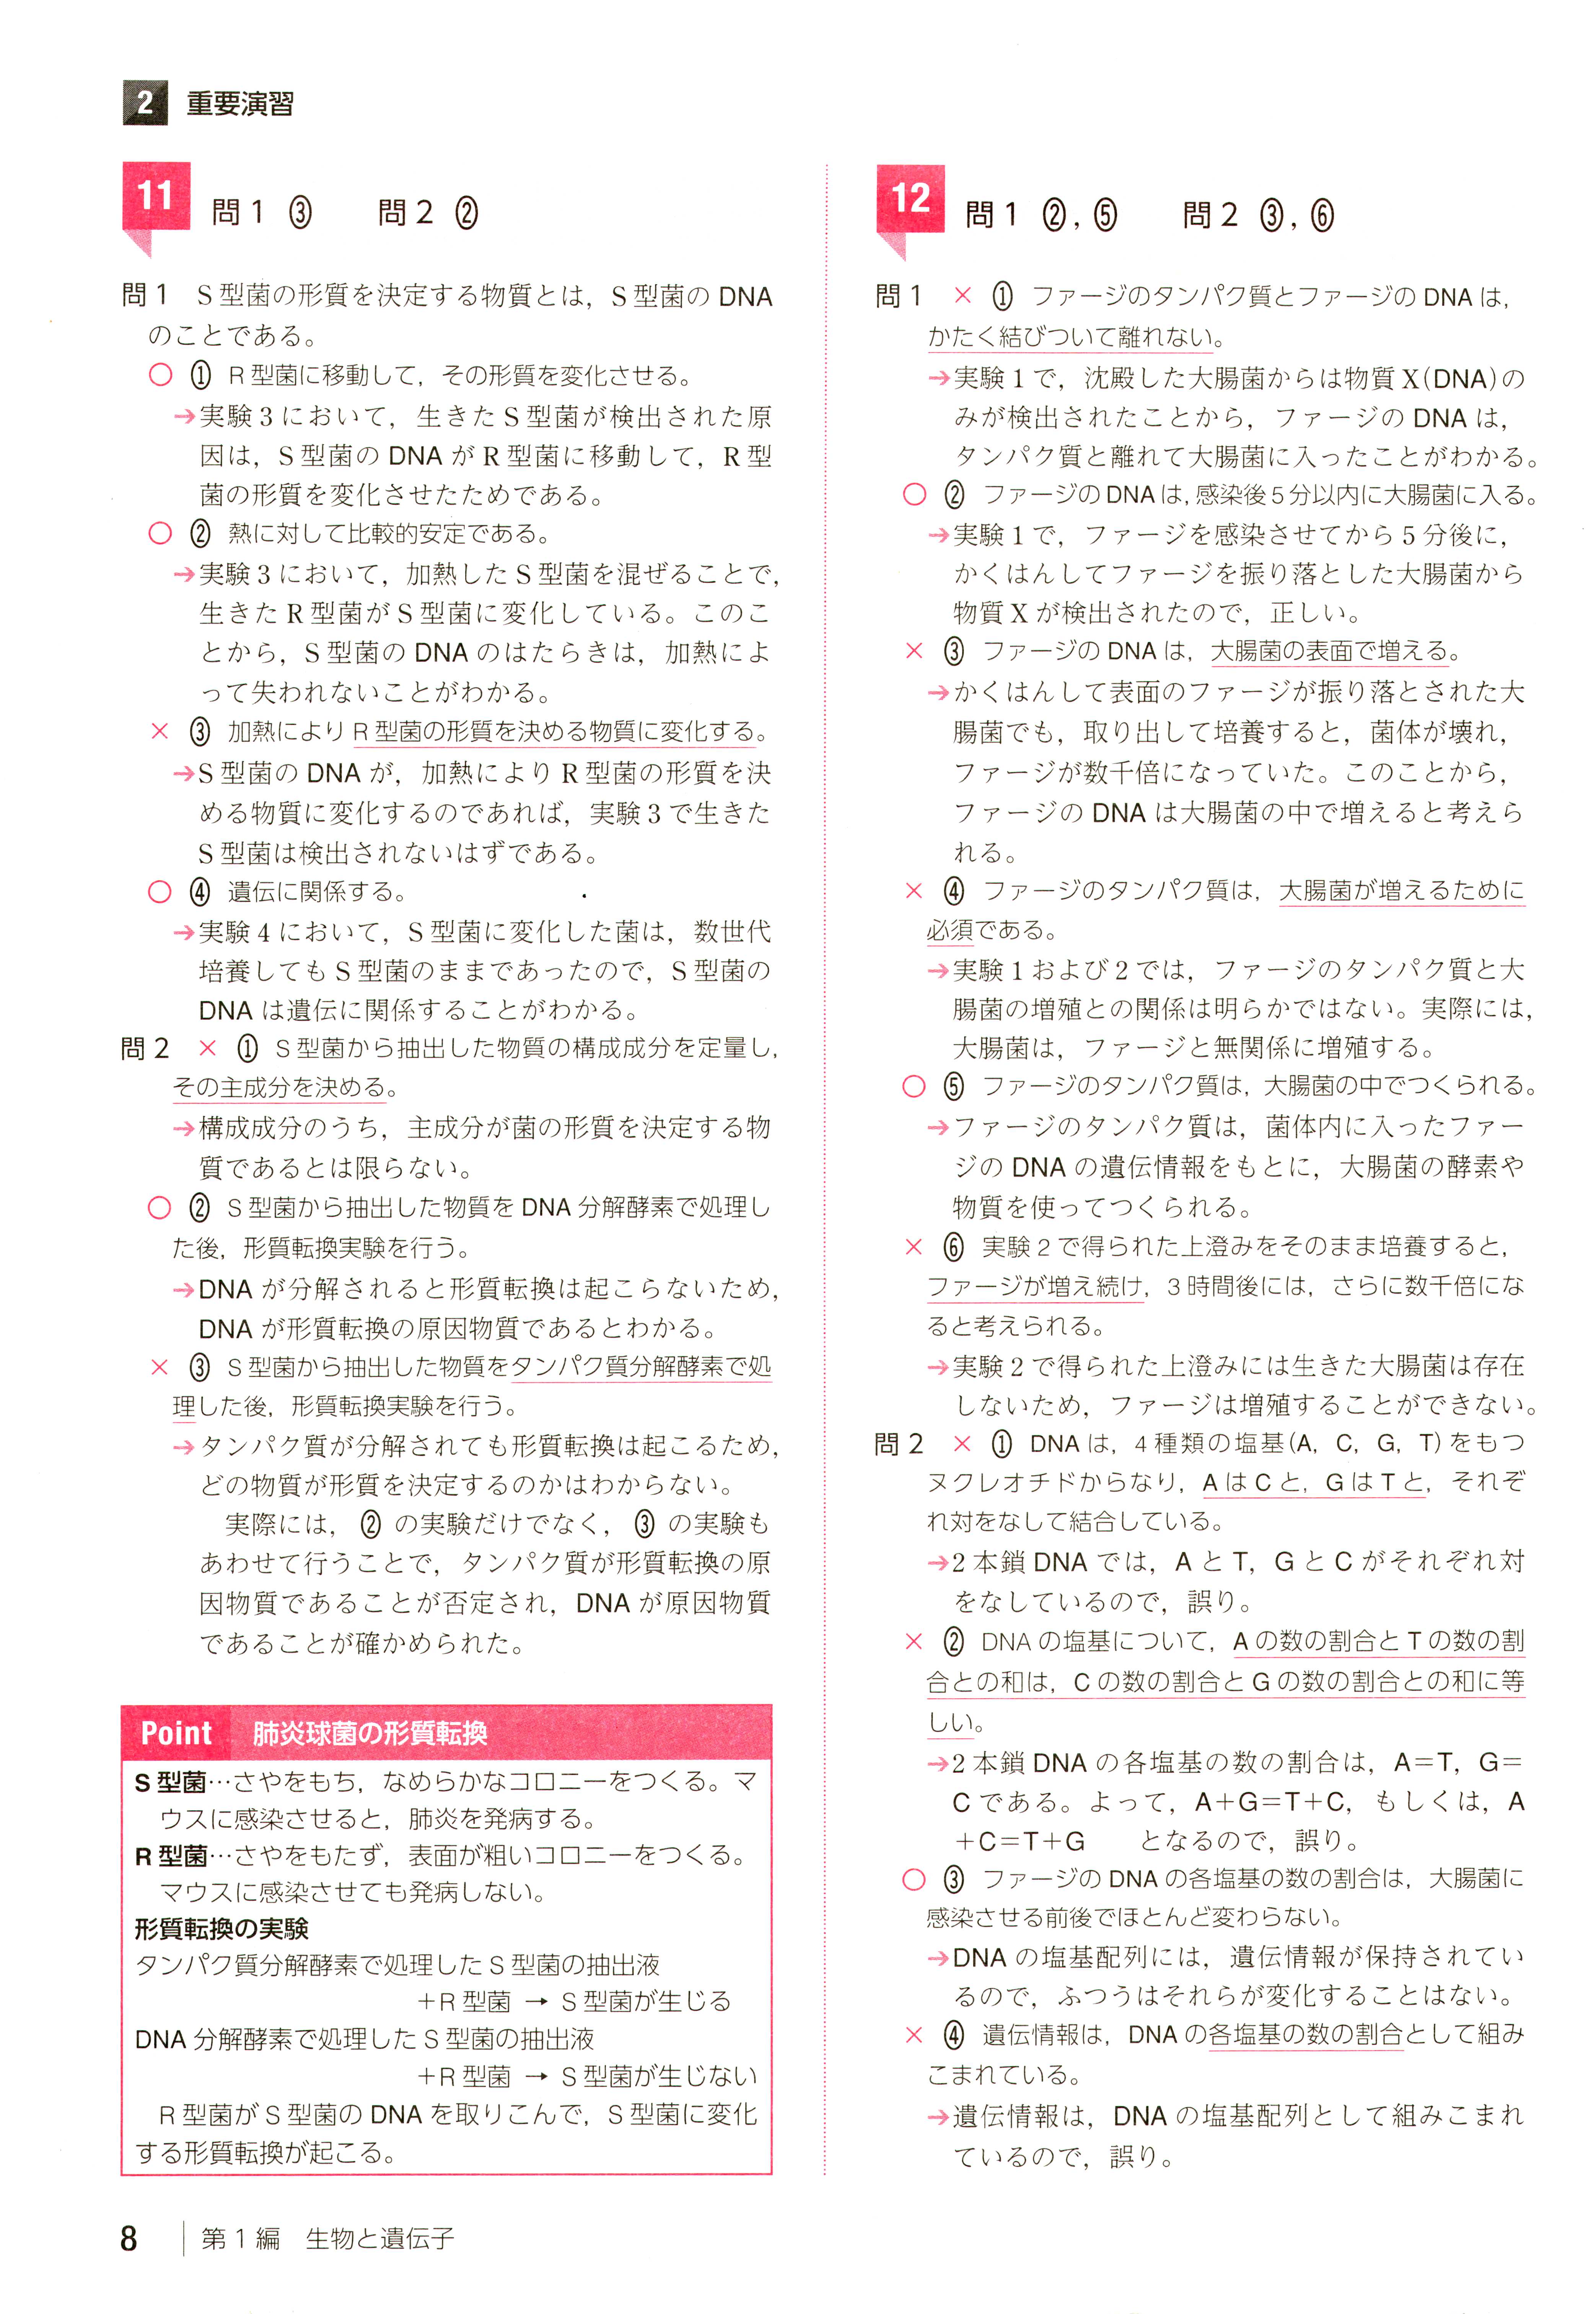 2 重要演習
11 問1 ③ 問2 ②
問1 S型菌の形質を決定する物質とは，S型菌の DNA
のことである。
○ ① R型菌に移動して，その形質を変化させる。
→実験3において，生きたS型菌が検出された原
因は，S型菌の DNA がR型菌に移動して，R型
菌の形質を変化させたためである。
○ ② 熱に対して比較的安定である。
→実験3において，加熱したS型菌を混ぜることで，
生きたR型菌がS型菌に変化している。このこ
とから，S型菌の DNA のはたらきは，加熱によ
って失われないことがわかる。
× ③ 加熱によりR型菌の形質を決める物質に変化する。
→S型菌の DNA が，加熱によりR型菌の形質を決
める物質に変化するのであれば，実験3で生きた
S型菌は検出されないはずである。
○ ④ 遺伝に関係する。
→実験4において，S型菌に変化した菌は，数世代
培養してもS型菌のままであったので，S型菌の
DNA は遺伝に関係することがわかる。
問2 × ① S型菌から抽出した物質の構成成分を定量し，
その主成分を決める。
→構成成分のうち，主成分が菌の形質を決定する物
質であるとは限らない。
○ ② S型菌から抽出した物質を DNA 分解酵素で処理し
た後，形質転換実験を行う。
→DNA が分解されると形質転換は起こらないため，
DNA が形質転換の原因物質であるとわかる。
× ③ S型菌から抽出した物質をタンパク質分解酵素で処
理した後，形質転換実験を行う。
→タンパク質が分解されても形質転換は起こるため，
どの物質が形質を決定するのかはわからない。
実際には，② の実験だけでなく，③ の実験も
あわせて行うことで，タンパク質が形質転換の原
因物質であることが否定され，DNA が原因物質
であることが確かめられた。
Point 肺炎球菌の形質転換
S型菌…さやをもち，なめらかなコロニーをつくる。マ
ウスに感染させると，肺炎を発病する。
R型菌…さやをもたず，表面が粗いコロニーをつくる。
マウスに感染させても発病しない。
形質転換の実験
タンパク質分解酵素で処理したS型菌の抽出液
＋R型菌 → S型菌が生じる
DNA 分解酵素で処理したS型菌の抽出液
＋R型菌 → S型菌が生じない
R型菌がS型菌の DNA を取りこんで，S型菌に変化
する形質転換が起こる。
12 問1 ②，⑤ 問2 ③，⑥
問1 × ① ファージのタンパク質とファージの DNA は，
かたく結びついて離れない。
→実験1で，沈殿した大腸菌からは物質X(DNA)の
みが検出されたことから，ファージの DNA は，
タンパク質と離れて大腸菌に入ったことがわかる。
○ ② ファージの DNA は，感染後5分以内に大腸菌に入る。
→実験1で，ファージを感染させてから5分後に，
かくはんしてファージを振り落とした大腸菌から
物質Xが検出されたので，正しい。
× ③ ファージの DNA は，大腸菌の表面で増える。
→かくはんして表面のファージが振り落とされた大
腸菌でも，取り出して培養すると，菌体が壊れ，
ファージが数千倍になっていた。このことから，
ファージの DNA は大腸菌の中で増えると考えら
れる。
× ④ ファージのタンパク質は，大腸菌が増えるために
必須である。
→実験1および2では，ファージのタンパク質と大
腸菌の増殖との関係は明らかではない。実際には，
大腸菌は，ファージと無関係に増殖する。
○ ⑤ ファージのタンパク質は，大腸菌の中でつくられる。
→ファージのタンパク質は，菌体内に入ったファー
ジの DNA の遺伝情報をもとに，大腸菌の酵素や
物質を使ってつくられる。
× ⑥ 実験2で得られた上澄みをそのまま培養すると，
ファージが増え続け，3時間後には，さらに数千倍にな
ると考えられる。
→実験2で得られた上澄みには生きた大腸菌は存在
しないため，ファージは増殖することができない。
問2 × ① DNA は，4種類の塩基(A，C，G，T)をもつ
ヌクレオチドからなり，AはCと，GはTと，それぞ
れ対をなして結合している。
→2本鎖 DNA では，AとT，GとCがそれぞれ対
をなしているので，誤り。
× ② DNA の塩基について，Aの数の割合とTの数の割
合との和は，Cの数の割合とGの数の割合との和に等
しい。
→2本鎖 DNA の各塩基の数の割合は，A＝T，G＝
Cである。よって，A＋G＝T＋C，もしくは，A
＋C＝T＋G となるので，誤り。
○ ③ ファージの DNA の各塩基の数の割合は，大腸菌に
感染させる前後でほとんど変わらない。
→DNA の塩基配列には，遺伝情報が保持されてい
るので，ふつうはそれらが変化することはない。
× ④ 遺伝情報は，DNA の各塩基の数の割合として組み
こまれている。
→遺伝情報は，DNA の塩基配列として組みこまれ
ているので，誤り。
8 第1編 生物と遺伝子